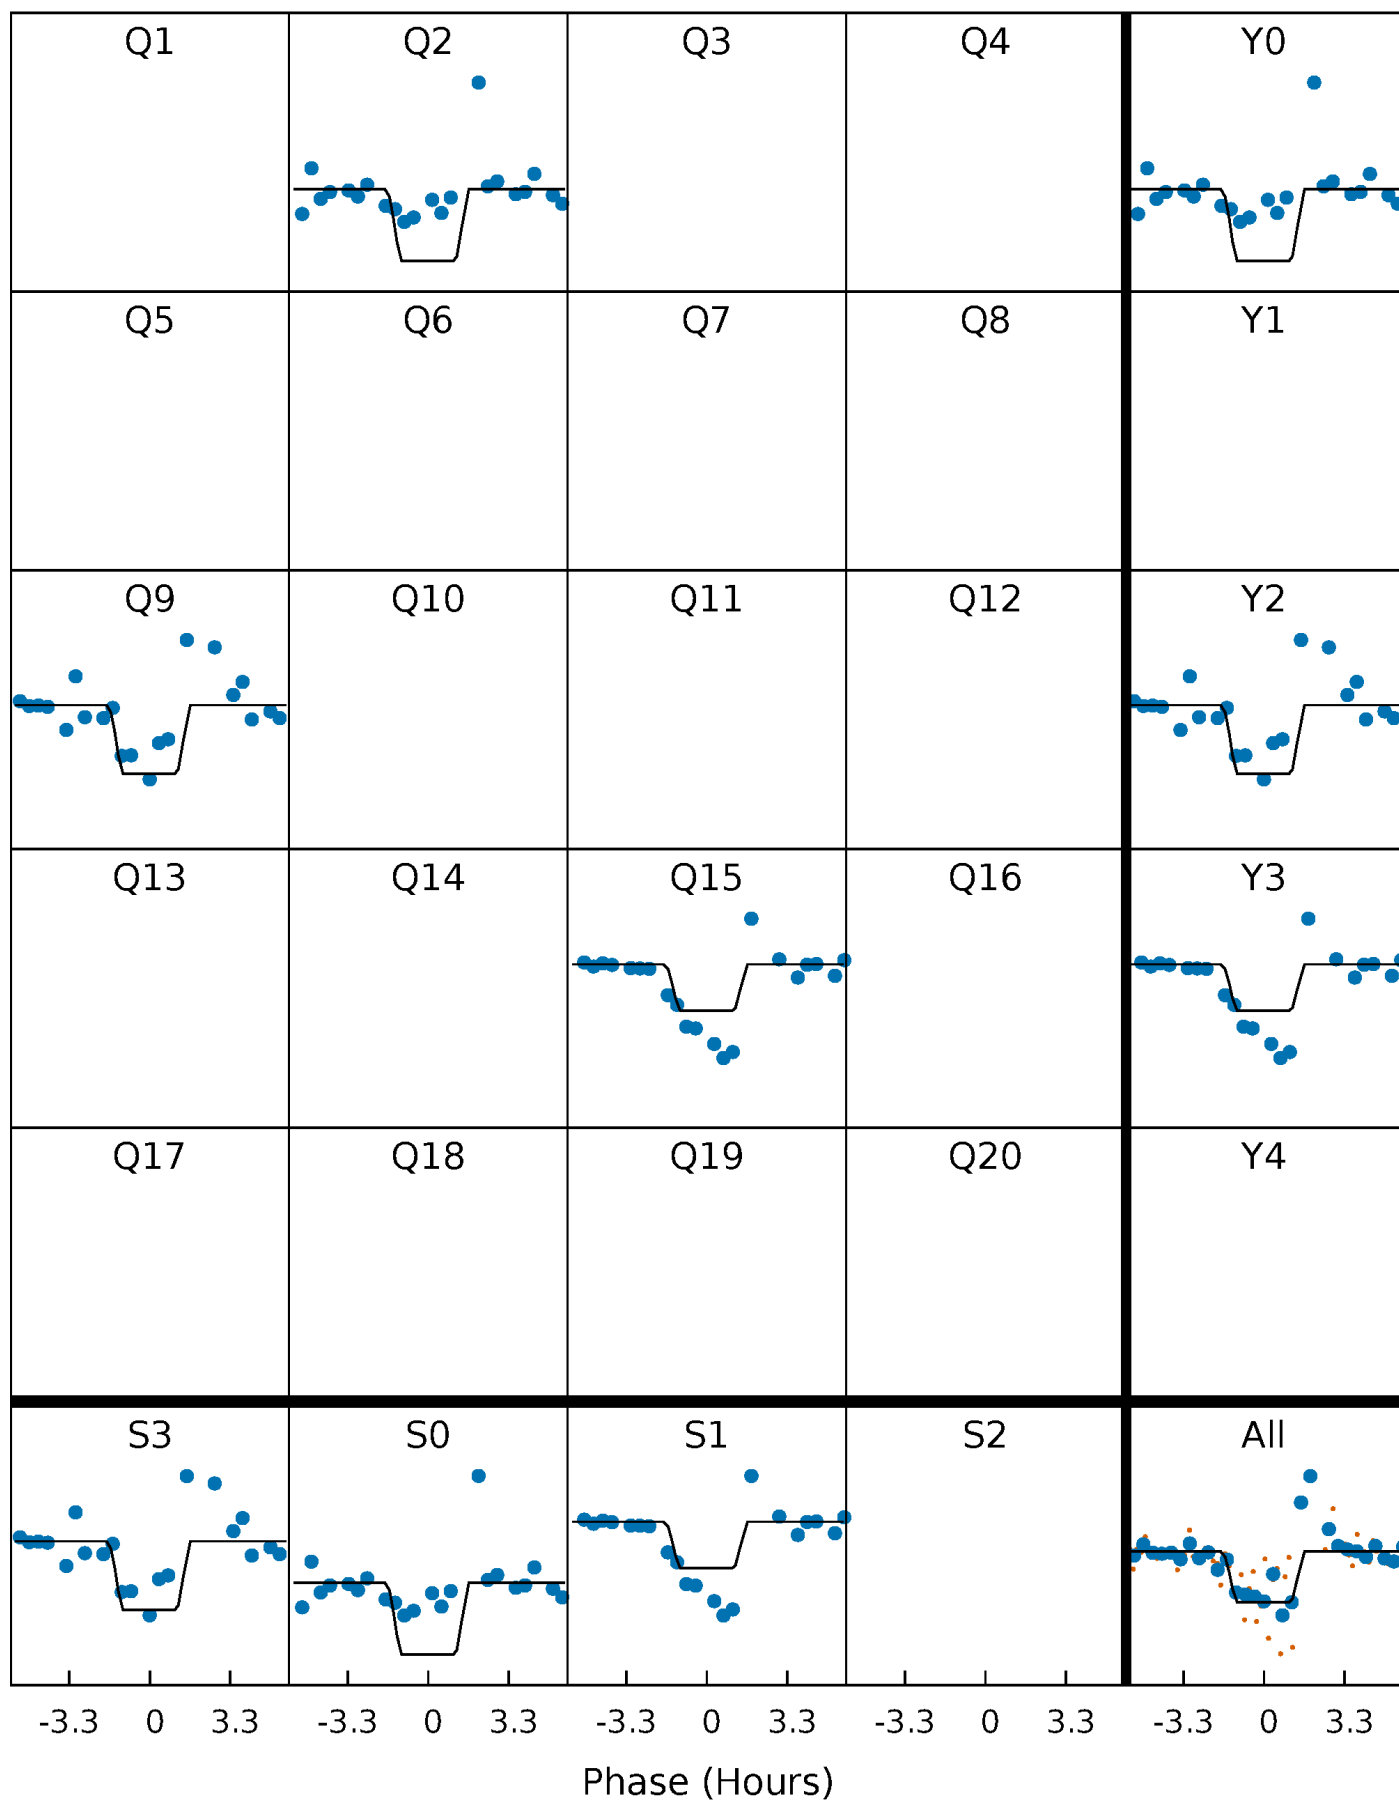 Q1 Q2 Q3 Q4 Y0
Q5 Q6 Q7 Q8 Y1
Q9 Q10 Q11 Q12 Y2
Q13 Q14 Q15 Q16 Y3
Q17 Q18 Q19 Q20 Y4
S3 S0 S1 S2 All
-3.3 0 3.3 -3.3 0 3.3 -3.3 0 3.3 -3.3 0 3.3 -3.3 0 3.3
Phase (Hours)